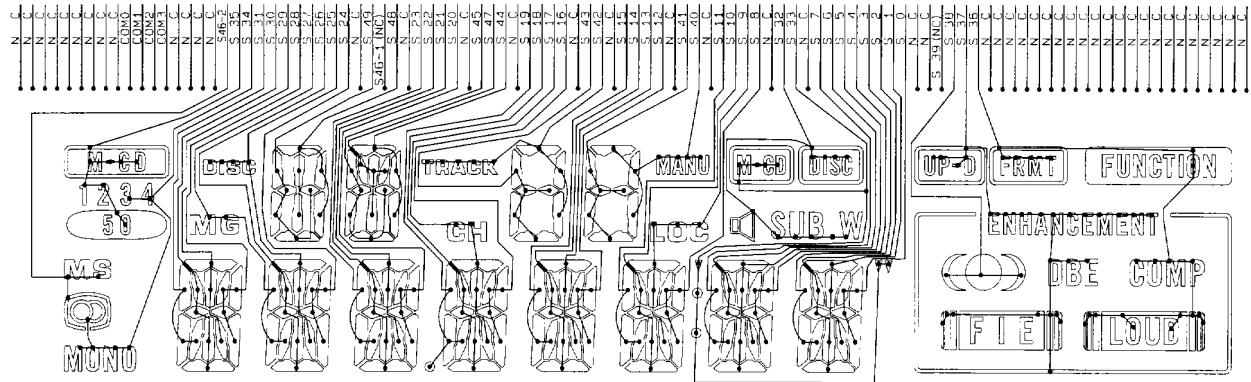 N C N C N C N C N C N C N C N C N C COM0 COM1 COM2 COM3 N C N C N C N C S46-2 S 35 S 34 S 31 S 30 S 29 S 28 S 27 S 26 S 25 S 24 N C S 49 S46-1 (NC) S 48 N C S 23 S 22 S 21 S 20 N C S 45 S 47 S 44 N C S 19 S 18 S 17 S 16 N C S 43 S 42 N C S 15 S 14 S 13 S 12 N C S 41 S 40 N C S 11 S 10 S 9 S 8 N C S 32 S 33 N C S 7 S 6 S 5 S 4 S 3 S 2 S 1 N C N C N C S 39 (NC) S 38 S 37 S 36 N C N C N C N C N C N C N C N C N C N C N C N C N C N C N C N C N C N C N C N C N C N C
M-CD DISC TRACK MANU M-CD DISC UP-D FRMT FUNCTION
1 2 3 4
50 MG CH LOC SUB W ENHANCEMENT
MS DBE COMP
FIE LOUD
MONO